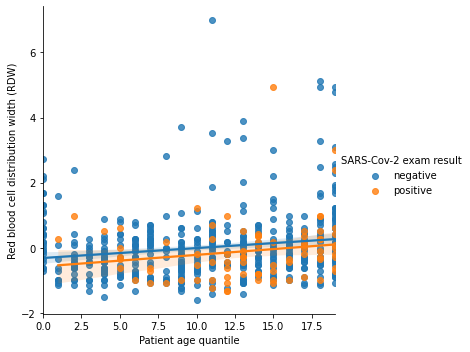 6
4
2
0
−2
Red blood cell distribution width (RDW)
0.0 2.5 5.0 7.5 10.0 12.5 15.0 17.5
Patient age quantile
SARS-Cov-2 exam result
negative
positive